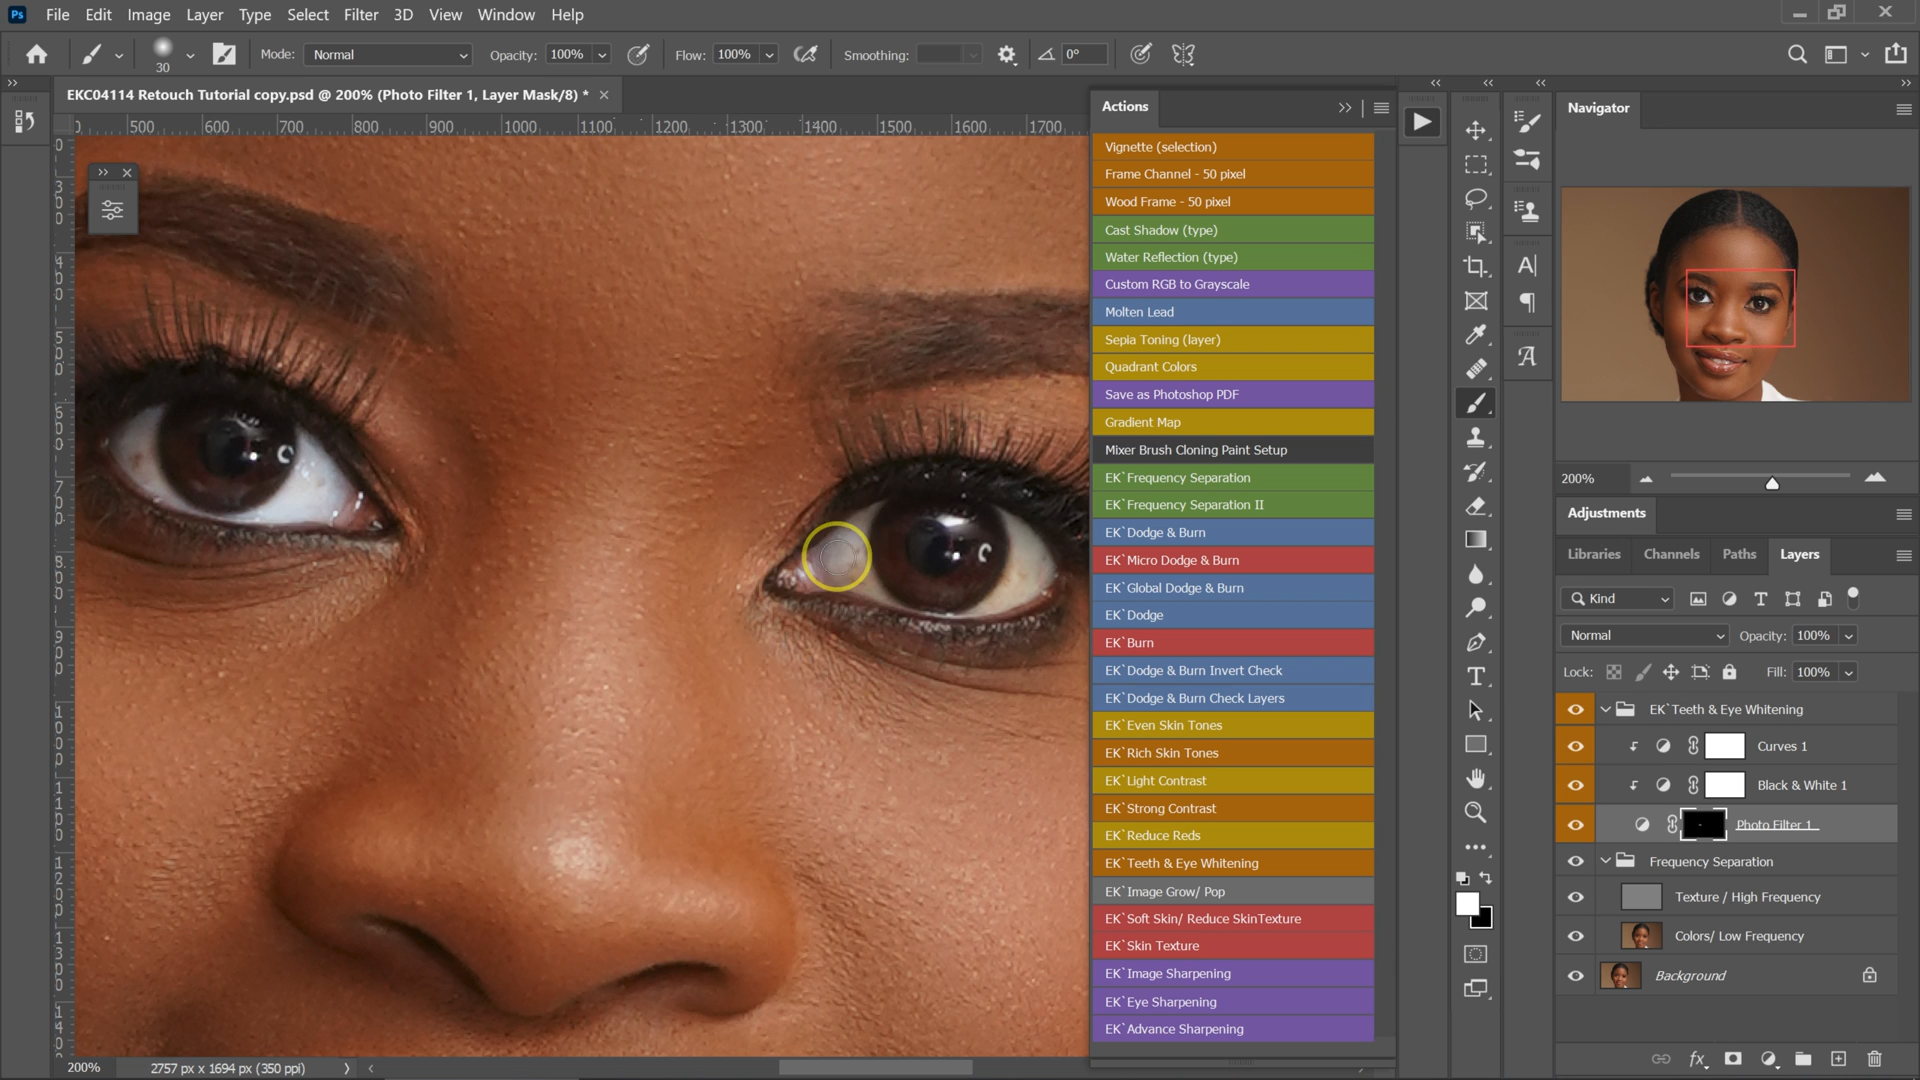 Ps File Edit Image Layer Type Select Filter 3D View Window Help
30 Mode: Normal Opacity: 100% Flow: 100% Smoothing: 0°
EKC04114 Retouch Tutorial copy.psd @ 200% (Photo Filter 1, Layer Mask/8) *
500 600 700 800 900 1000 1100 1200 1300 1400 1500 1600 1700
Actions
Vignette (selection)
Frame Channel - 50 pixel
Wood Frame - 50 pixel
Cast Shadow (type)
Water Reflection (type)
Custom RGB to Grayscale
Molten Lead
Sepia Toning (layer)
Quadrant Colors
Save as Photoshop PDF
Gradient Map
Mixer Brush Cloning Paint Setup
EK`Frequency Separation
EK`Frequency Separation II
EK`Dodge & Burn
EK`Micro Dodge & Burn
EK`Global Dodge & Burn
EK`Dodge
EK`Burn
EK`Dodge & Burn Invert Check
EK`Dodge & Burn Check Layers
EK`Even Skin Tones
EK`Rich Skin Tones
EK`Light Contrast
EK`Strong Contrast
EK`Reduce Reds
EK`Teeth & Eye Whitening
EK`Image Grow/ Pop
EK`Soft Skin/ Reduce SkinTexture
EK`Skin Texture
EK`Image Sharpening
EK`Eye Sharpening
EK`Advance Sharpening
Navigator
200%
Adjustments
Libraries Channels Paths Layers
Kind
Normal Opacity: 100%
Lock: Fill: 100%
EK`Teeth & Eye Whitening
Curves 1
Black & White 1
Photo Filter 1
Frequency Separation
Texture / High Frequency
Colors/ Low Frequency
Background
200% 2757 px x 1694 px (350 ppi)